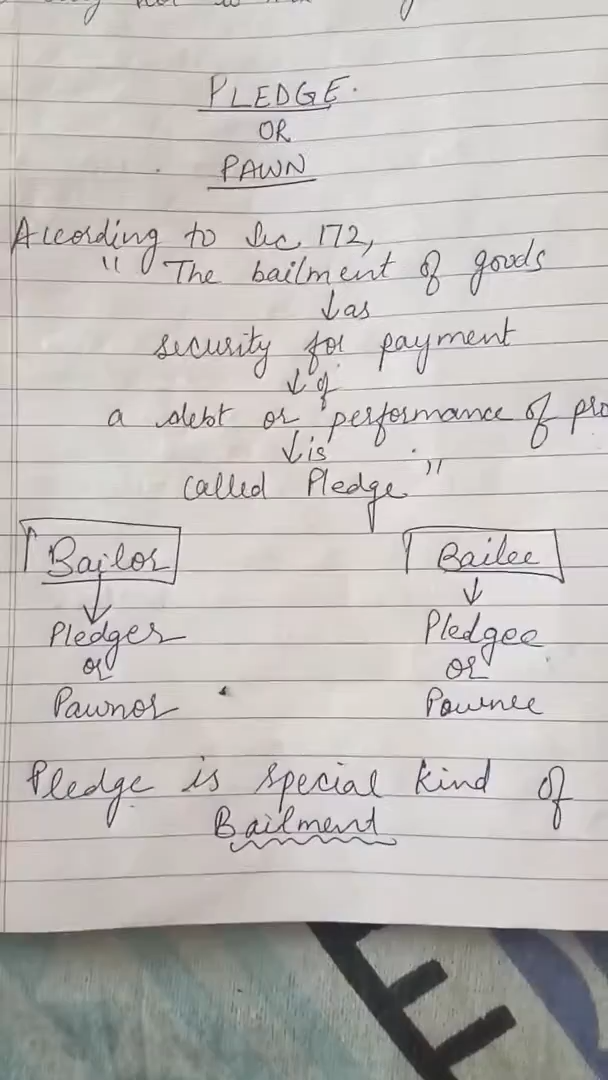 PLEDGE.
OR
PAWN
According to Sec 172,
" The bailment of goods
↓ as
security for payment
↓ of
a debt or performance of pro
↓ is
called Pledge "
Bailor Bailee
↓ ↓
Pledger Pledgee
or or
Pawnor Pawnee
Pledge is special kind of
Bailment